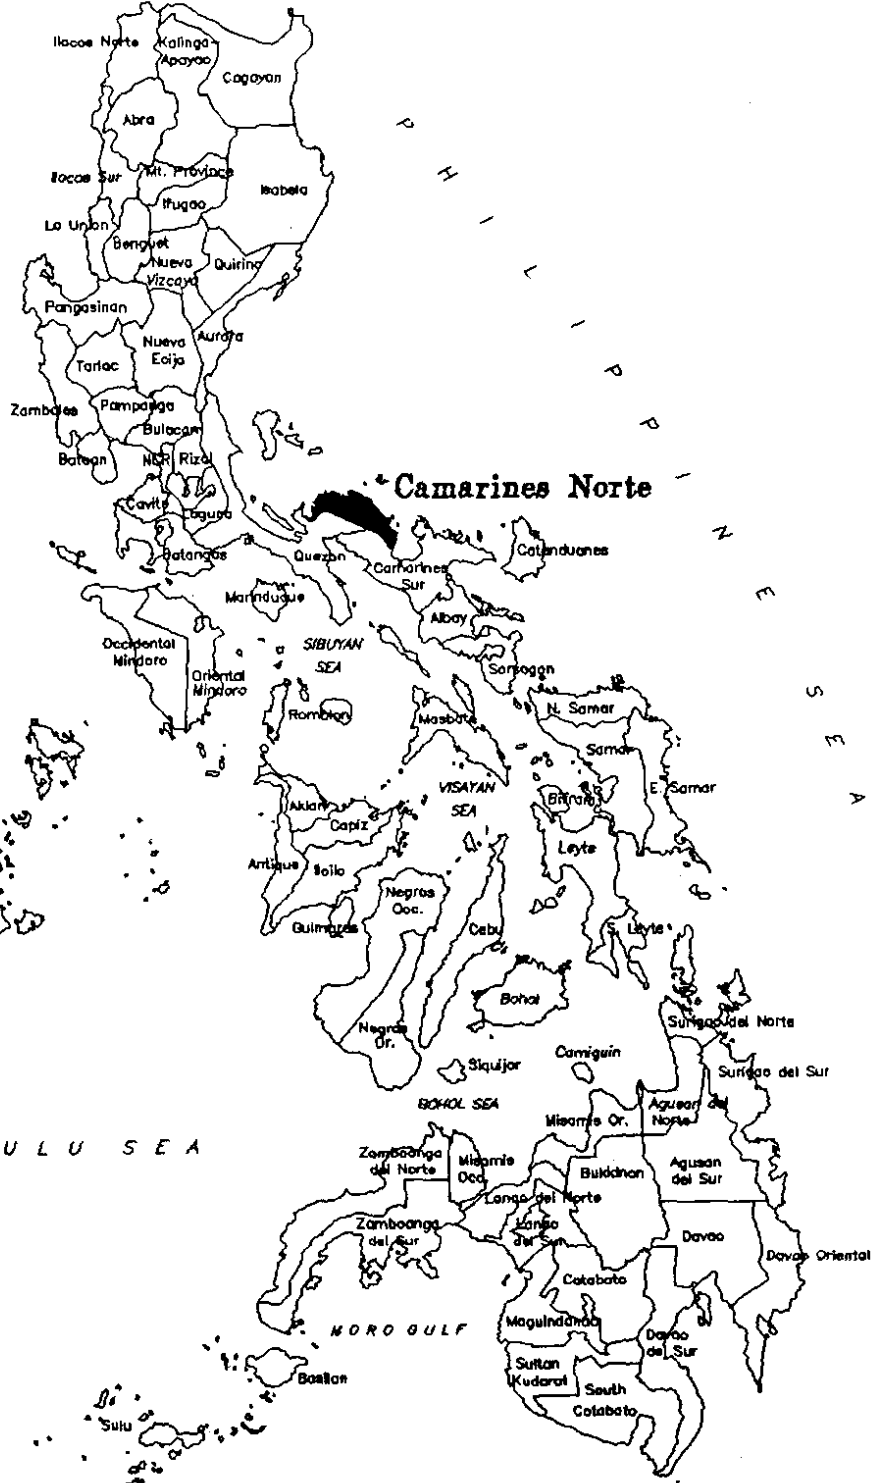 Ilocos Norte
Kalinga-
Apayao
Cagayan
Abra
Ilocos Sur
Mt. Province
Isabela
Ifugao
La Union
Benguet
Nueva
Vizcaya
Quirino
Pangasinan
Aurora
Nueva
Ecija
Tarlac
Zambales
Pampanga
Bulacan
Bataan
NCR
Rizal
Cavite
Laguna
Batangas
Quezon
Camarines Norte
Camarines
Sur
Catanduanes
Marinduque
Albay
Occidental
Mindoro
Oriental
Mindoro
SIBUYAN
SEA
Sorsogon
Romblon
Masbate
N. Samar
Samar
E. Samar
Biliran
VISAYAN
SEA
Aklan
Capiz
Antique
Iloilo
Leyte
Negros
Occ.
Guimaras
Cebu
S. Leyte
Bohol
Negros
Or.
Siquijor
Camiguin
Surigao del Norte
Surigao del Sur
BOHOL SEA
Misamis Or.
Agusan del
Norte
ULU SEA
Zamboanga
del Norte
Misamis
Occ.
Bukidnon
Agusan
del Sur
Lanao del Norte
Zamboanga
del Sur
Lanao
del Sur
Davao
Davao Oriental
Cotabato
Maguindanao
MORO GULF
Davao
del Sur
Sultan
Kudarat
South
Cotabato
Basilan
Sulu
PHILIPPINE SEA